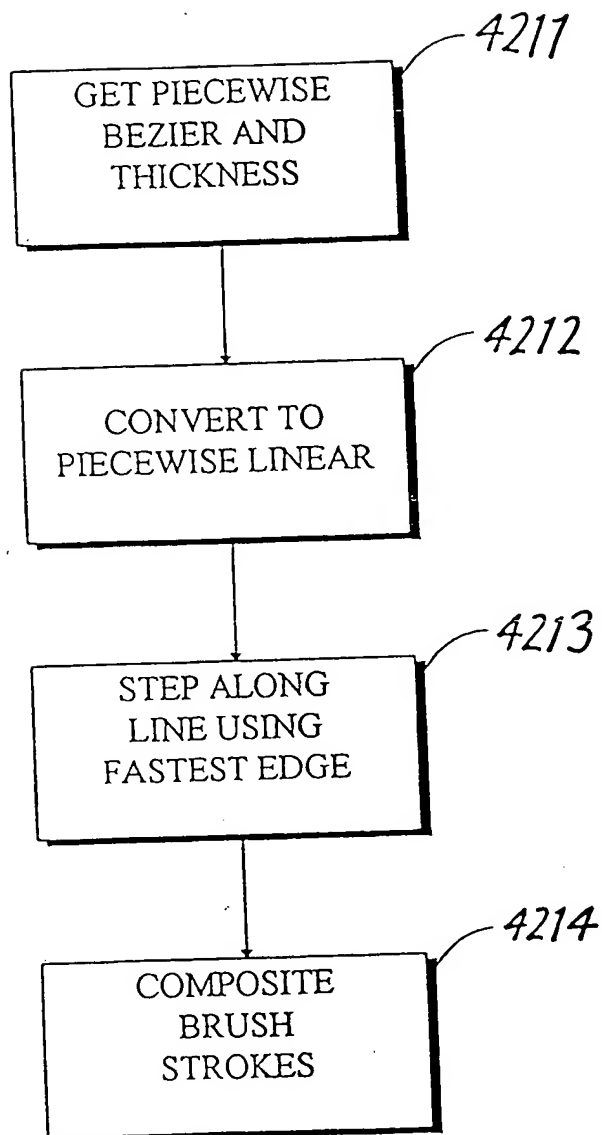 4211
GET PIECEWISE
BEZIER AND
THICKNESS
4212
CONVERT TO
PIECEWISE LINEAR
4213
STEP ALONG
LINE USING
FASTEST EDGE
4214
COMPOSITE
BRUSH
STROKES